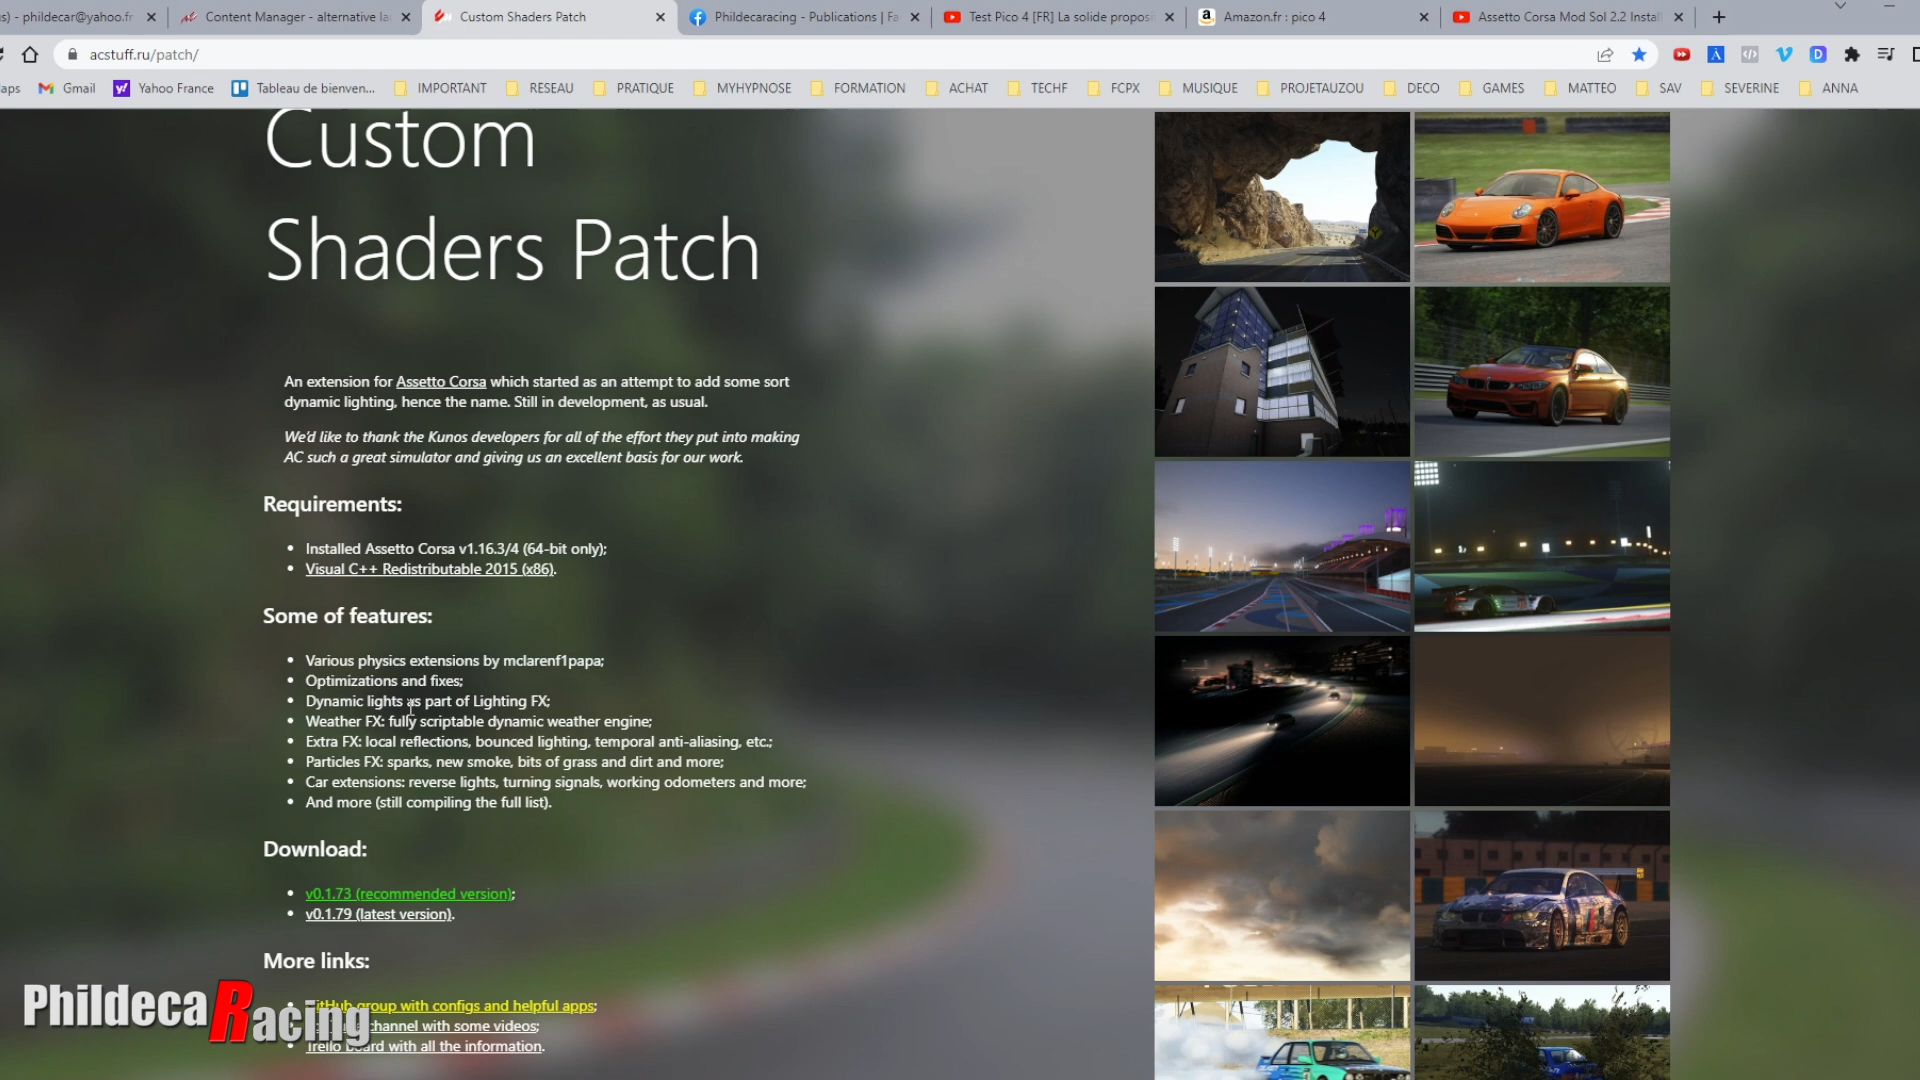 s) - phildecar@yahoo.fr
Content Manager - alternative la
Custom Shaders Patch
Phildecaracing - Publications | Fa
Test Pico 4 [FR] La solide proposi
Amazon.fr : pico 4
Assetto Corsa Mod Sol 2.2 Instal
acstuff.ru/patch/
aps
Gmail
Yahoo France
Tableau de bienven...
IMPORTANT
RESEAU
PRATIQUE
MYHYPNOSE
FORMATION
ACHAT
TECHF
FCPX
MUSIQUE
PROJETAUZOU
DECO
GAMES
MATTEO
SAV
SEVERINE
ANNA
Custom
Shaders Patch
An extension for Assetto Corsa which started as an attempt to add some sort
dynamic lighting, hence the name. Still in development, as usual.
We'd like to thank the Kunos developers for all of the effort they put into making
AC such a great simulator and giving us an excellent basis for our work.
Requirements:
• Installed Assetto Corsa v1.16.3/4 (64-bit only);
• Visual C++ Redistributable 2015 (x86).
Some of features:
• Various physics extensions by mclarenf1papa;
• Optimizations and fixes;
• Dynamic lights as part of Lighting FX;
• Weather FX: fully scriptable dynamic weather engine;
• Extra FX: local reflections, bounced lighting, temporal anti-aliasing, etc.;
• Particles FX: sparks, new smoke, bits of grass and dirt and more;
• Car extensions: reverse lights, turning signals, working odometers and more;
• And more (still compiling the full list).
Download:
• v0.1.73 (recommended version);
• v0.1.79 (latest version).
More links:
• itHub group with configs and helpful apps;
channel with some videos;
• Trello board with all the information.
PhildecaRacing